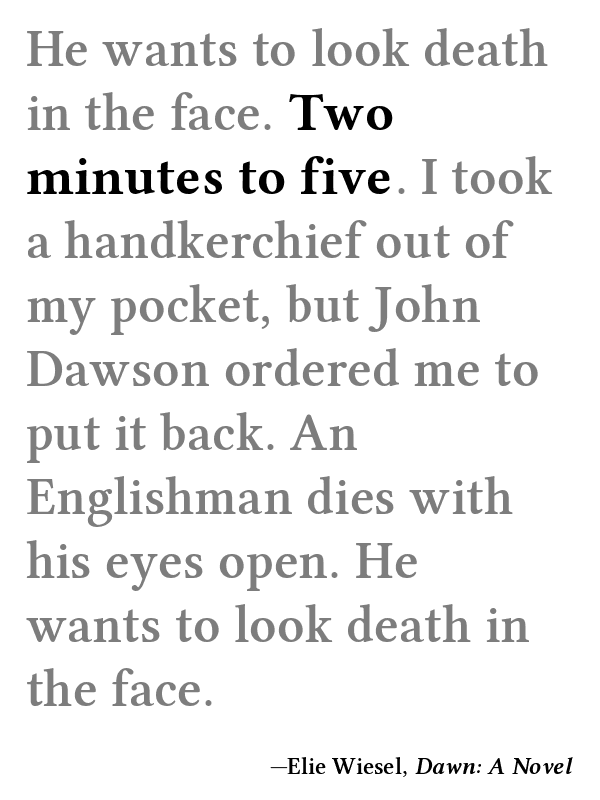 He wants to look death
in the face. Two
minutes to five. I took
a handkerchief out of
my pocket, but John
Dawson ordered me to
put it back. An
Englishman dies with
his eyes open. He
wants to look death in
the face.
—Elie Wiesel, Dawn: A Novel